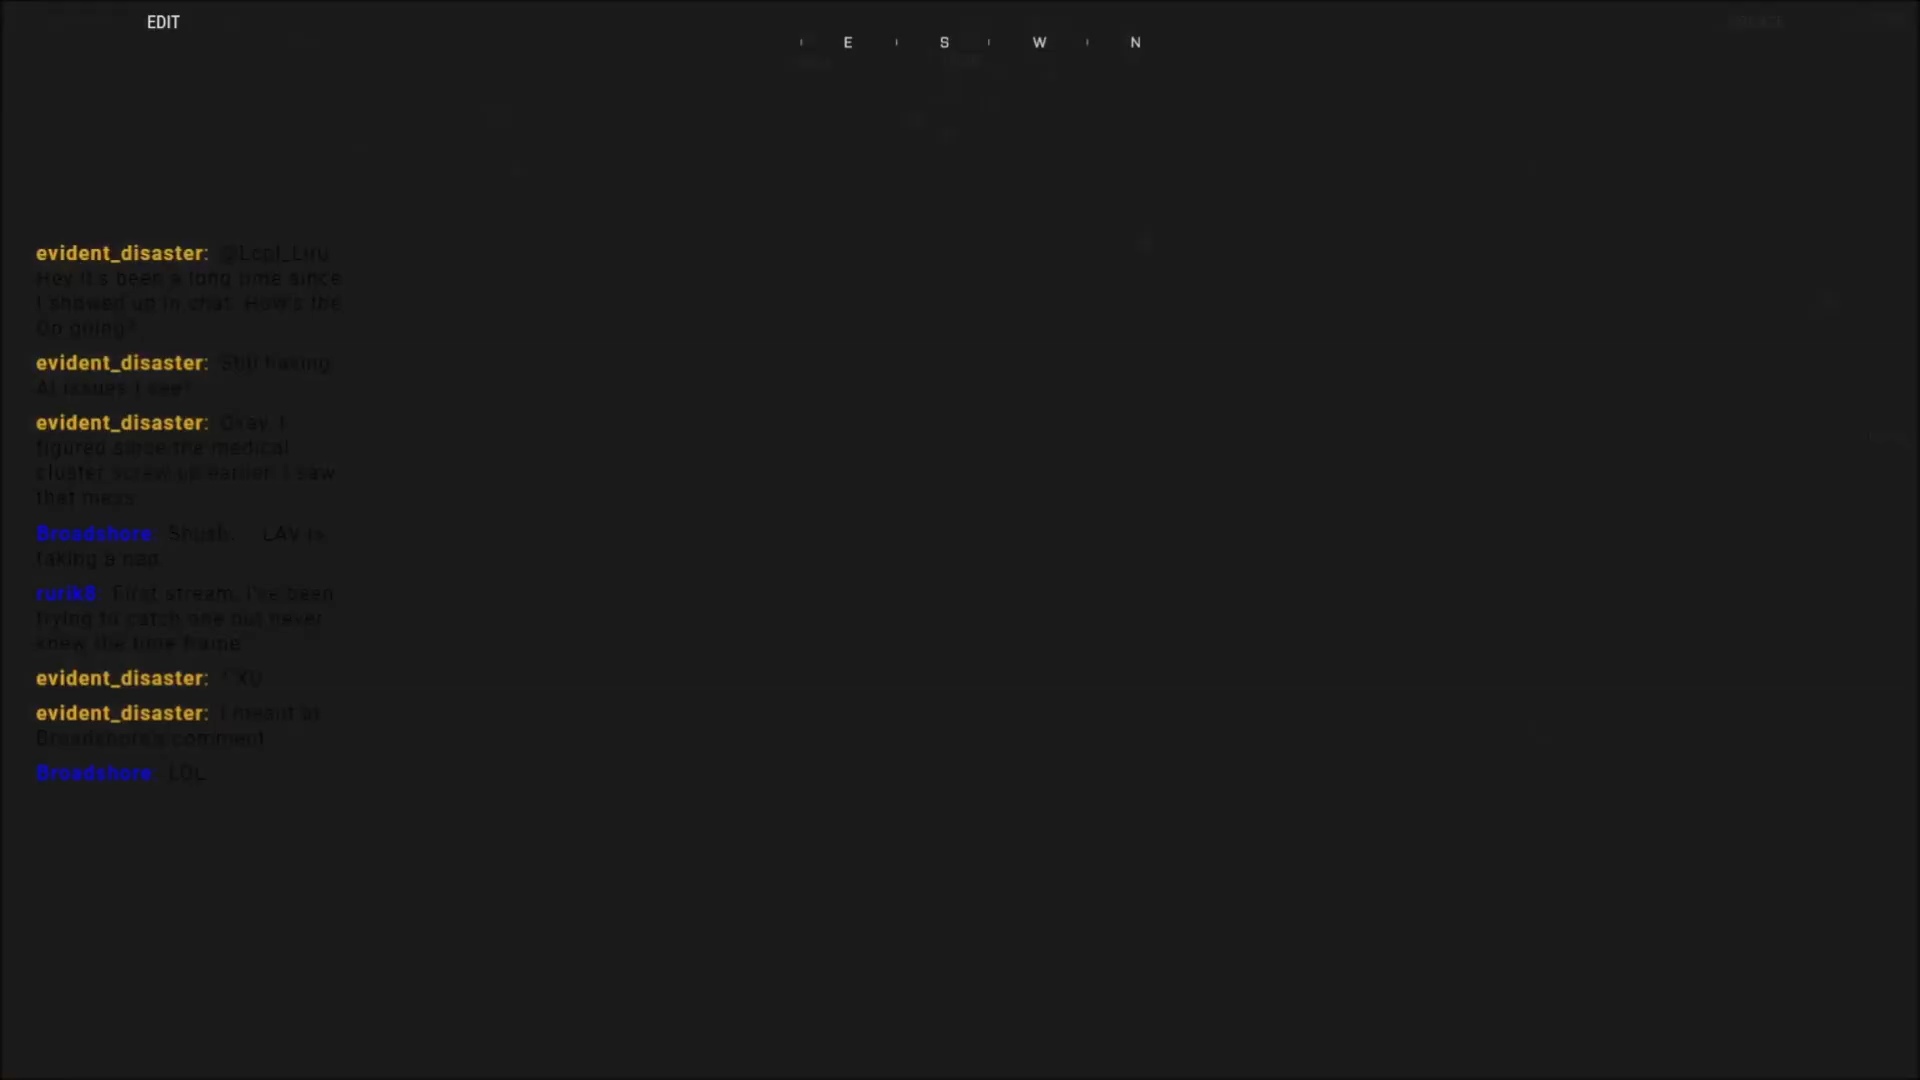 EDIT
E S W N
evident_disaster: @Lcpl_Liru
Hey it's been a long time since
I showed up in chat. How's the
Op going?
evident_disaster: Still having
AI issues I see?
evident_disaster: Okay. I
figured since the medical
cluster screw up earlier. I saw
that mess.
Broadshore: Shush.... LAV is
taking a nap
rurik8: First stream, I've been
trying to catch one but never
knew the time frame
evident_disaster:
evident_disaster: I meant at
Broadshore's comment
Broadshore: LOL